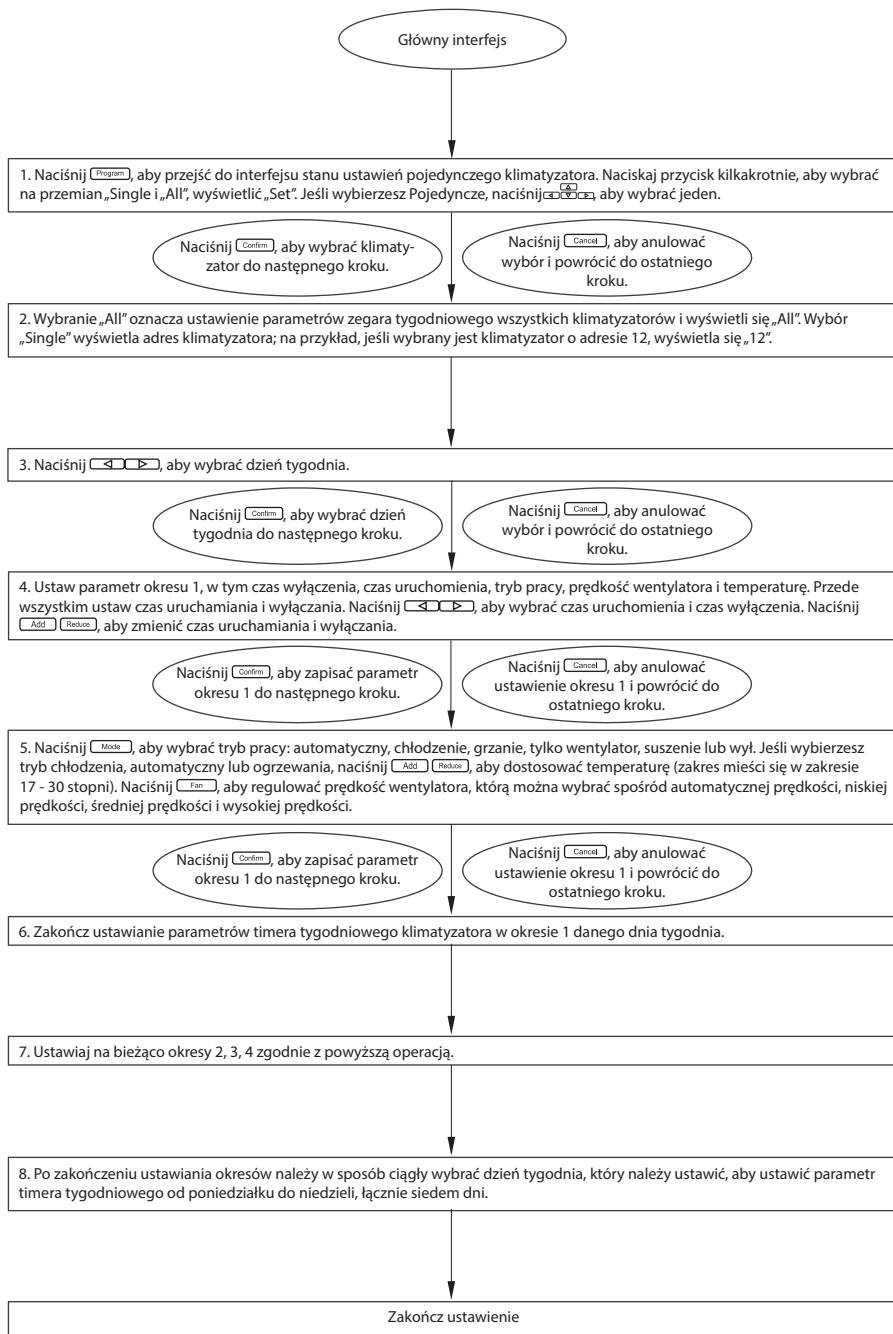 Główny interfejs
1. Naciśnij Program, aby przejść do interfejsu stanu ustawień pojedynczego klimatyzatora. Naciskaj przycisk kilkakrotnie, aby wybrać
na przemian „Single i „All”, wyświetlić „Set”. Jeśli wybierzesz Pojedyncze, naciśnij , aby wybrać jeden.
Naciśnij Confirm, aby wybrać klimaty-
zator do następnego kroku.
Naciśnij Cancel, aby anulować
wybór i powrócić do ostatniego
kroku.
2. Wybranie „All” oznacza ustawienie parametrów zegara tygodniowego wszystkich klimatyzatorów i wyświetli się „All”. Wybór
„Single” wyświetla adres klimatyzatora; na przykład, jeśli wybrany jest klimatyzator o adresie 12, wyświetla się „12”.
3. Naciśnij , aby wybrać dzień tygodnia.
Naciśnij Confirm, aby wybrać dzień
tygodnia do następnego kroku.
Naciśnij Cancel, aby anulować
wybór i powrócić do ostatniego
kroku.
4. Ustaw parametr okresu 1, w tym czas wyłączenia, czas uruchomienia, tryb pracy, prędkość wentylatora i temperaturę. Przede
wszystkim ustaw czas uruchamiania i wyłączania. Naciśnij , aby wybrać czas uruchomienia i czas wyłączenia. Naciśnij
Add Reduce, aby zmienić czas uruchamiania i wyłączania.
Naciśnij Confirm, aby zapisać parametr
okresu 1 do następnego kroku.
Naciśnij Cancel, aby anulować
ustawienie okresu 1 i powrócić do
ostatniego kroku.
5. Naciśnij Mode, aby wybrać tryb pracy: automatyczny, chłodzenie, grzanie, tylko wentylator, suszenie lub wył. Jeśli wybierzesz
tryb chłodzenia, automatyczny lub ogrzewania, naciśnij Add Reduce, aby dostosować temperaturę (zakres mieści się w zakresie
17 - 30 stopni). Naciśnij Fan, aby regulować prędkość wentylatora, którą można wybrać spośród automatycznej prędkości, niskiej
prędkości, średniej prędkości i wysokiej prędkości.
Naciśnij Confirm, aby zapisać parametr
okresu 1 do następnego kroku.
Naciśnij Cancel, aby anulować
ustawienie okresu 1 i powrócić do
ostatniego kroku.
6. Zakończ ustawianie parametrów timera tygodniowego klimatyzatora w okresie 1 danego dnia tygodnia.
7. Ustawiaj na bieżąco okresy 2, 3, 4 zgodnie z powyższą operacją.
8. Po zakończeniu ustawiania okresów należy w sposób ciągły wybrać dzień tygodnia, który należy ustawić, aby ustawić parametr
timera tygodniowego od poniedziałku do niedzieli, łącznie siedem dni.
Zakończ ustawienie